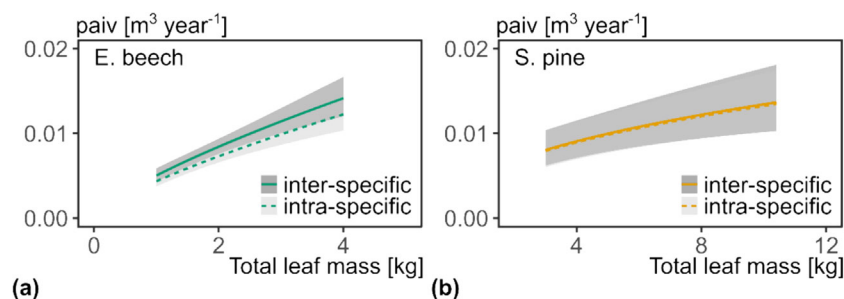 paiv [m³ year⁻¹]
E. beech
0.02
0.01
0.00
inter-specific
intra-specific
0 2 4
Total leaf mass [kg]
(a)
paiv [m³ year⁻¹]
S. pine
0.02
0.01
0.00
inter-specific
intra-specific
4 8 12
Total leaf mass [kg]
(b)